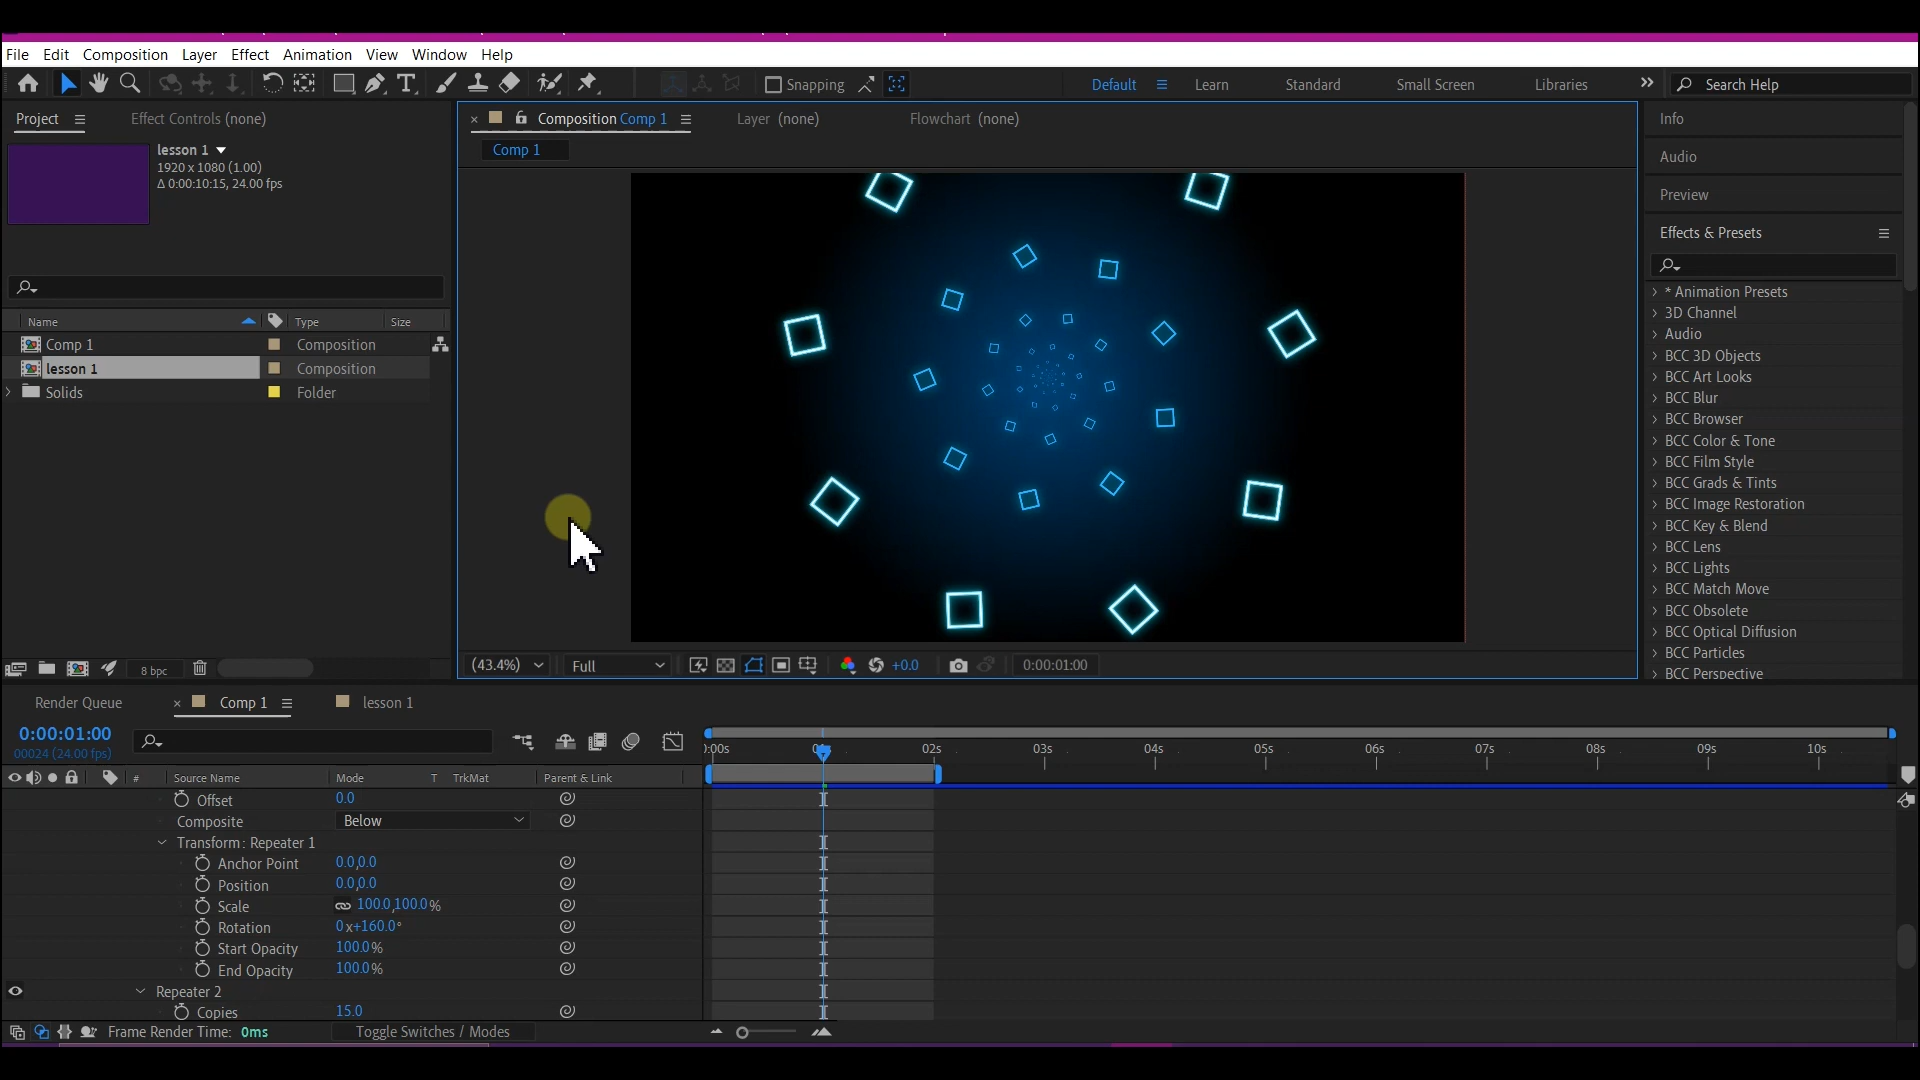 File Edit Composition Layer Effect Animation View Window Help
Snapping
Default Learn Standard Small Screen Libraries Search Help
Project Effect Controls (none)
lesson 1
1920 x 1080 (1.00)
Δ 0:00:10:15, 24.00 fps
Name Type Size
Comp 1 Composition
lesson 1 Composition
Solids Folder
8 bpc
Composition Comp 1 Layer (none) Flowchart (none)
Comp 1
(43.4%) Full +0.0 0:00:01:00
Info
Audio
Preview
Effects & Presets
* Animation Presets
3D Channel
Audio
BCC 3D Objects
BCC Art Looks
BCC Blur
BCC Browser
BCC Color & Tone
BCC Film Style
BCC Grads & Tints
BCC Image Restoration
BCC Key & Blend
BCC Lens
BCC Lights
BCC Match Move
BCC Obsolete
BCC Optical Diffusion
BCC Particles
BCC Perspective
Render Queue Comp 1 lesson 1
0:00:01:00
00024 (24.00 fps)
# Source Name Mode T TrkMat Parent & Link
):00s 02s 03s 04s 05s 06s 07s 08s 09s 10s
Offset 0.0
Composite Below
Transform: Repeater 1
Anchor Point 0.0,0.0
Position 0.0,0.0
Scale 100.0,100.0%
Rotation 0x+160.0°
Start Opacity 100.0%
End Opacity 100.0%
Repeater 2
Copies 15.0
Frame Render Time: 0ms Toggle Switches / Modes